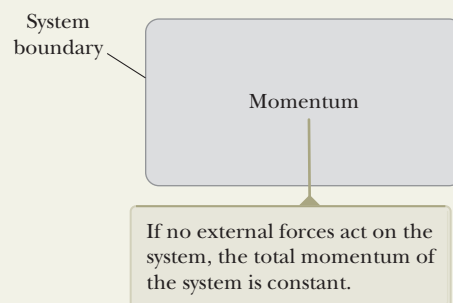 System
boundary
Momentum
If no external forces act on the
system, the total momentum of
the system is constant.